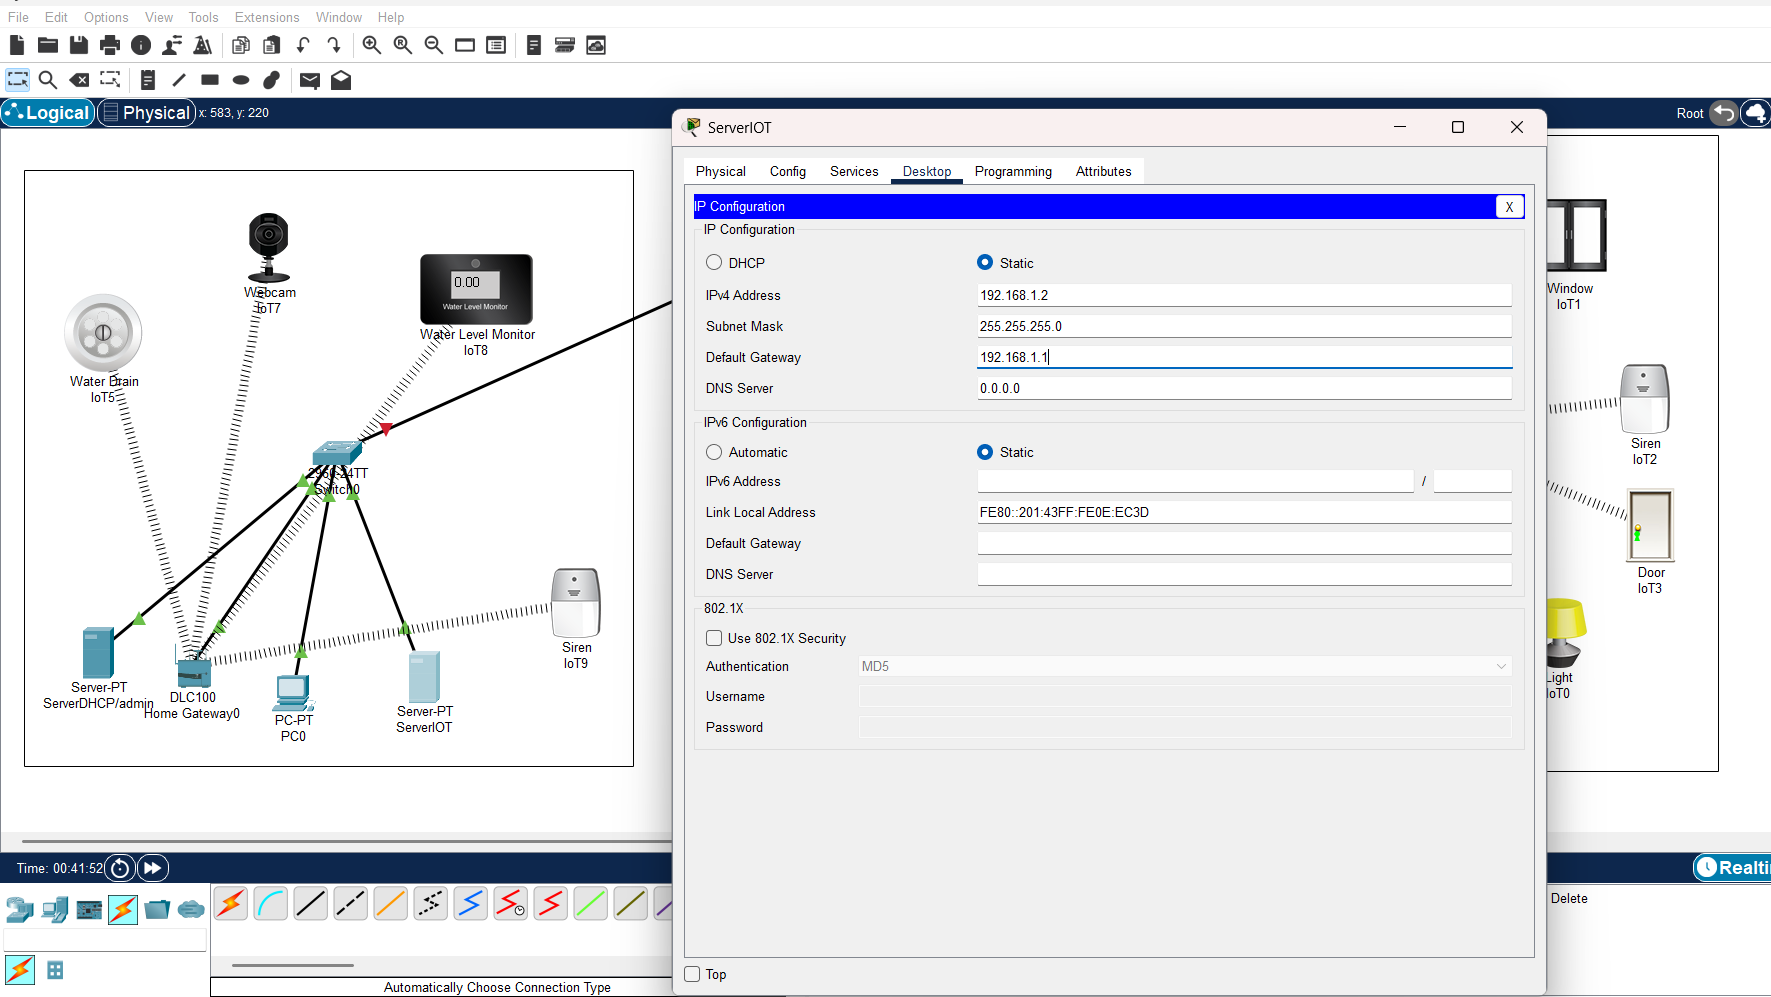 File Edit Options View Tools Extensions Window Help
Logical Physical x: 583, y: 220
Root
Webcam
IoT7
0.00
Water Level Monitor
Water Level Monitor
IoT8
Water Drain
IoT5
2950-24TT
Switch0
Siren
IoT9
Server-PT
ServerDHCP/admin
DLC100
Home Gateway0
PC-PT
PC0
Server-PT
ServerIOT
ServerIOT
Physical Config Services Desktop Programming Attributes
IP Configuration X
IP Configuration
DHCP Static
IPv4 Address 192.168.1.2
Subnet Mask 255.255.255.0
Default Gateway 192.168.1.1
DNS Server 0.0.0.0
IPv6 Configuration
Automatic Static
IPv6 Address /
Link Local Address FE80::201:43FF:FE0E:EC3D
Default Gateway
DNS Server
802.1X
Use 802.1X Security
Authentication MD5
Username
Password
Top
Window
IoT1
Siren
IoT2
Door
IoT3
Light
IoT0
Time: 00:41:52
Realti
Delete
Automatically Choose Connection Type